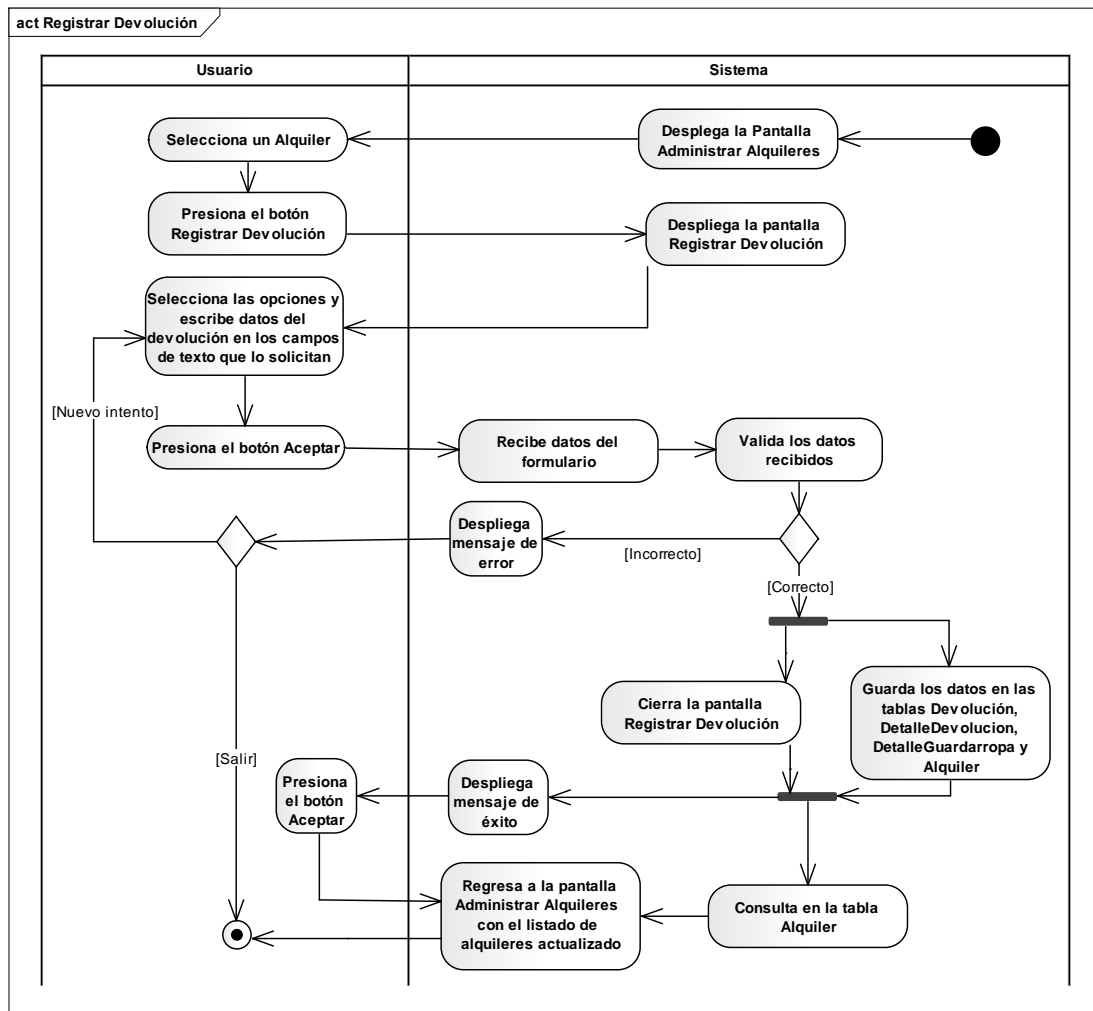 act Registrar Devolución
Usuario
Sistema
Selecciona un Alquiler
Desplega la Pantalla
Administrar Alquileres
Presiona el botón
Registrar Devolución
Despliega la pantalla
Registrar Devolución
Selecciona las opciones y
escribe datos del
devolución en los campos
de texto que lo solicitan
[Nuevo intento]
Presiona el botón Aceptar
Recibe datos del
formulario
Valida los datos
recibidos
Despliega
mensaje de
error
[Incorrecto]
[Correcto]
Cierra la pantalla
Registrar Devolución
Guarda los datos en las
tablas Devolución,
DetalleDevolucion,
DetalleGuardarropa y
Alquiler
[Salir]
Presiona
el botón
Aceptar
Despliega
mensaje de
éxito
Regresa a la pantalla
Administrar Alquileres
con el listado de
alquileres actualizado
Consulta en la tabla
Alquiler